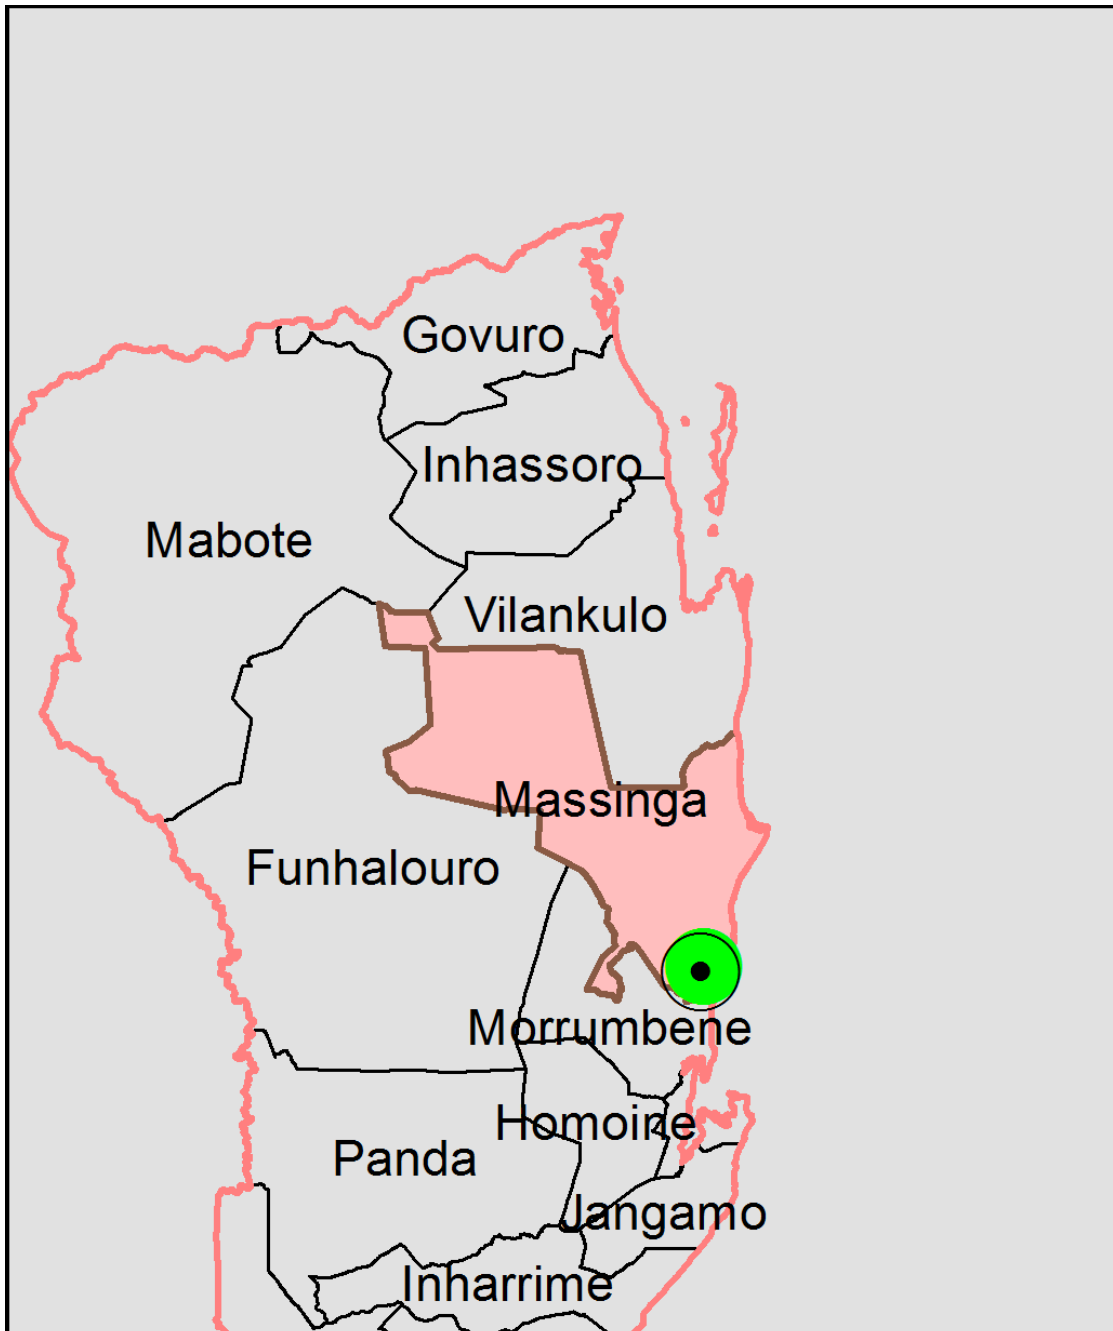 Govuro
Inhassoro
Mabote
Vilankulo
Massinga
Funhalouro
Morrumbene
Homoine
Panda
Jangamo
Inharrime